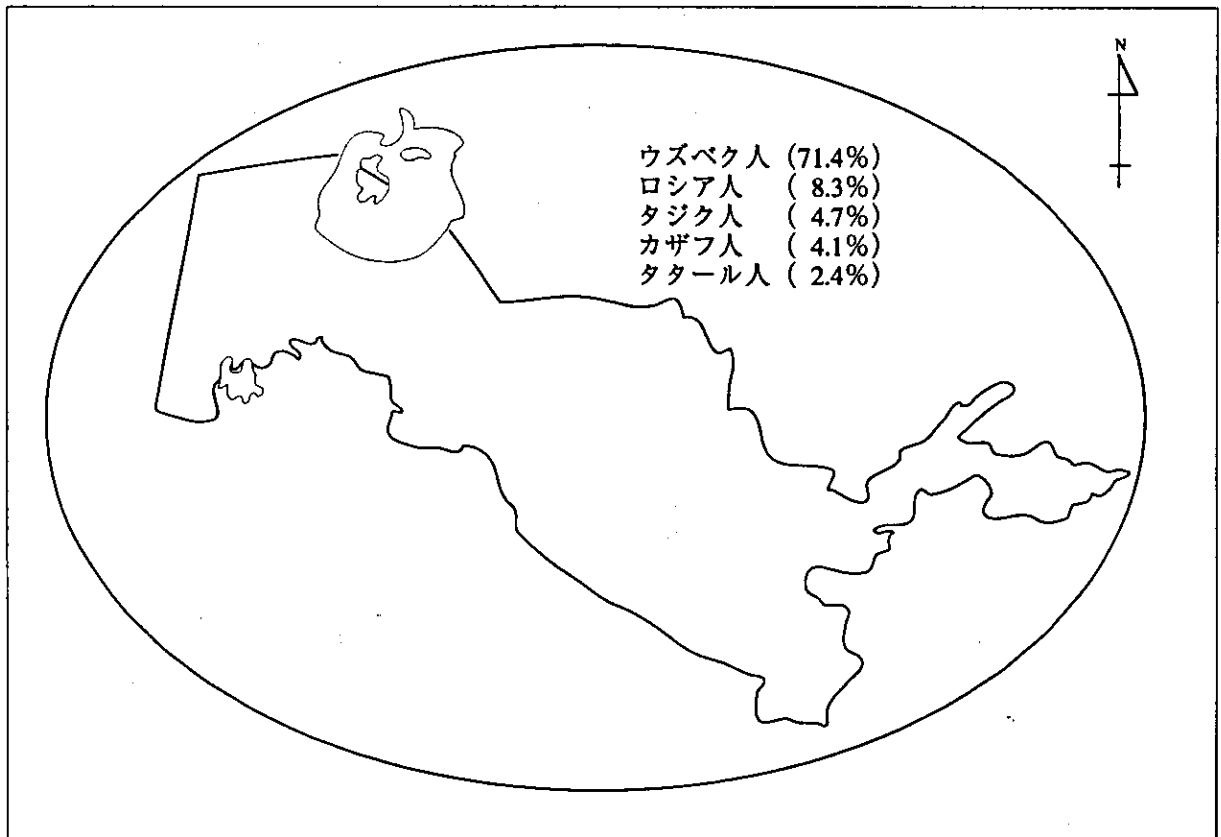 N
ウズベク人 (71.4%)
ロシア人 ( 8.3%)
タジク人 ( 4.7%)
カザフ人 ( 4.1%)
タタール人 ( 2.4%)